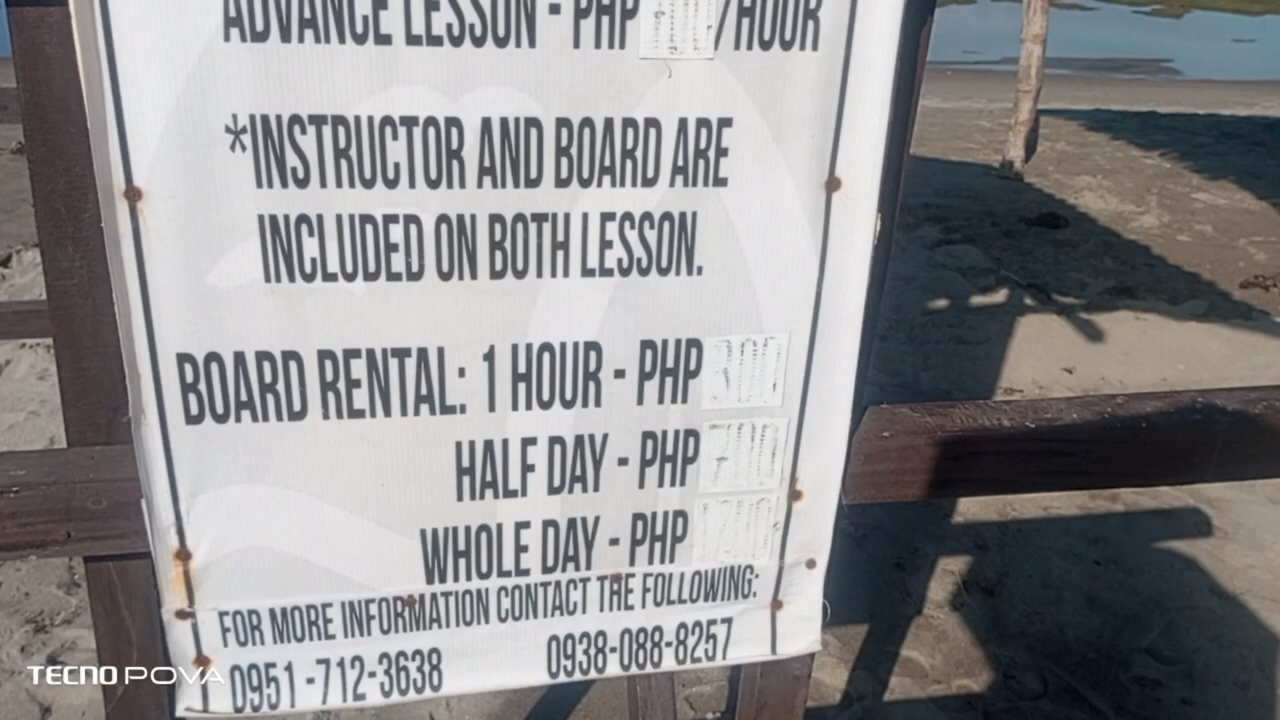 ADVANCE LESSON - PHP /HOUR
*INSTRUCTOR AND BOARD ARE
INCLUDED ON BOTH LESSON.
BOARD RENTAL: 1 HOUR - PHP 300
HALF DAY - PHP
WHOLE DAY - PHP
FOR MORE INFORMATION CONTACT THE FOLLOWING:
0951-712-3638 0938-088-8257
TECNO POVA